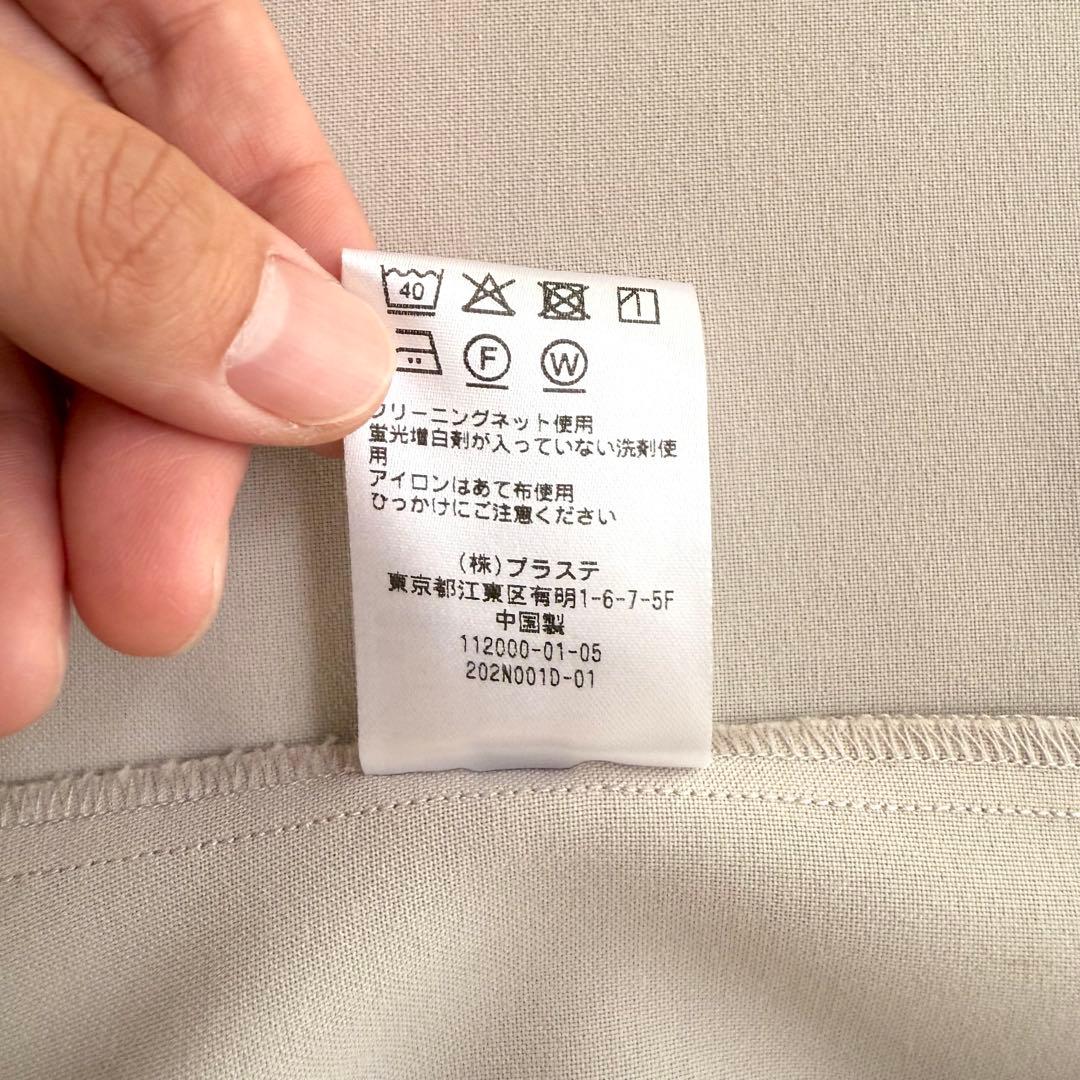 40
F W
クリーニングネット使用
蛍光増白剤が入っていない洗剤使
用
アイロンはあて布使用
ひっかけにご注意ください
(株)プラステ
東京都江東区有明1-6-7-5F
中国製
112000-01-05
202N001D-01